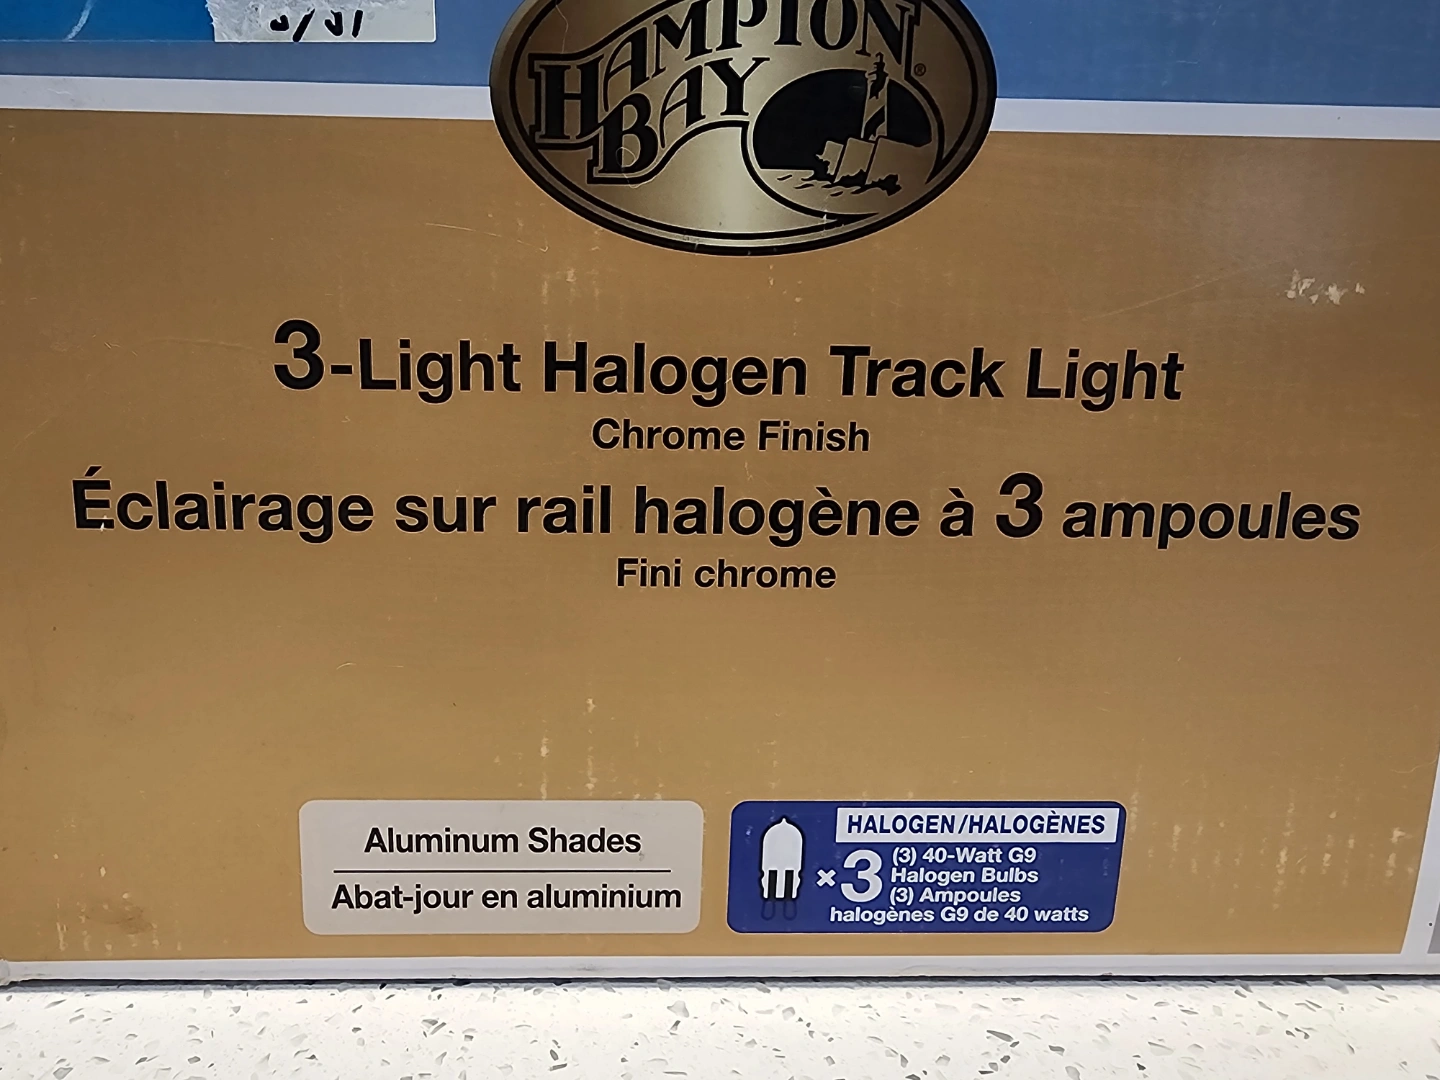 HAMPTON
BAY
®
3-Light Halogen Track Light
Chrome Finish
Éclairage sur rail halogène à 3 ampoules
Fini chrome
Aluminum Shades
Abat-jour en aluminium
HALOGEN/HALOGÈNES
×3
(3) 40-Watt G9
Halogen Bulbs
(3) Ampoules
halogènes G9 de 40 watts